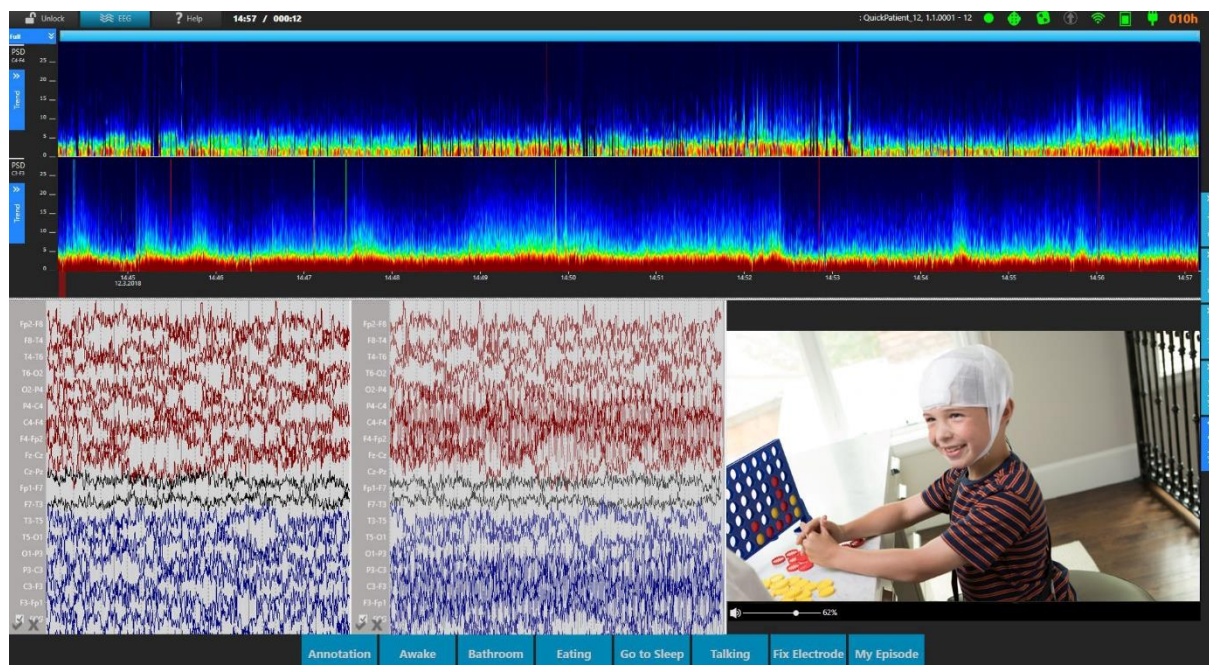 Unlock EEG ? Help 14:57 / 000:12 : QuickPatient_12, 1.1.0001 - 12 010h
Full
PSD
C4-F4
Trend
25
20
15
10
5
0
PSD
C3-F3
Trend
25
20
15
10
5
0
14:45 14:46 14:47 14:48 14:49 14:50 14:51 14:52 14:53 14:54 14:55 14:56 14:57
12.3.2018
Fp2-F8
F8-T4
T4-T6
T6-O2
O2-P4
P4-C4
C4-F4
F4-Fp2
Fz-Cz
Cz-Pz
Fp1-F7
F7-T3
T3-T5
T5-O1
O1-P3
P3-C3
C3-F3
F3-Fp1
Fp2-F8
F8-T4
T4-T6
T6-O2
O2-P4
P4-C4
C4-F4
F4-Fp2
Fz-Cz
Cz-Pz
Fp1-F7
F7-T3
T3-T5
T5-O1
O1-P3
P3-C3
C3-F3
F3-Fp1
62%
Annotation Awake Bathroom Eating Go to Sleep Talking Fix Electrode My Episode